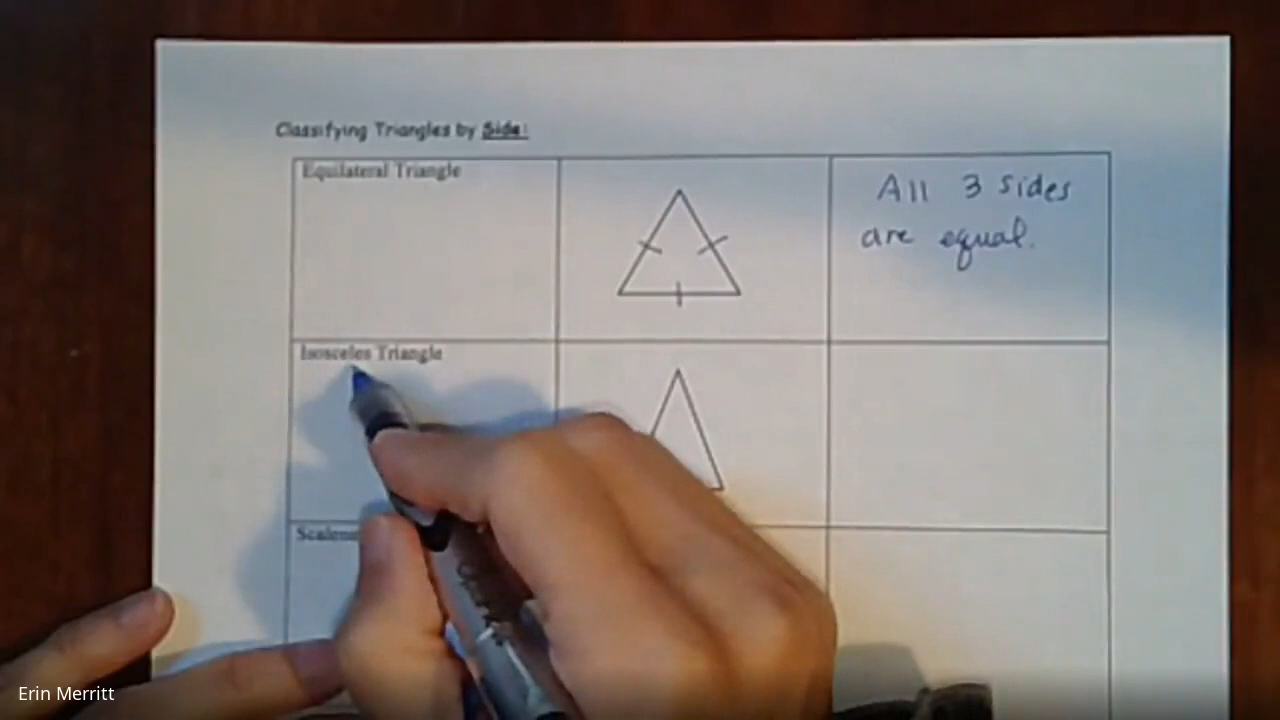 Classifying Triangles by Side:
Equilateral Triangle
All 3 sides
are equal.
Isosceles Triangle
Erin Merritt